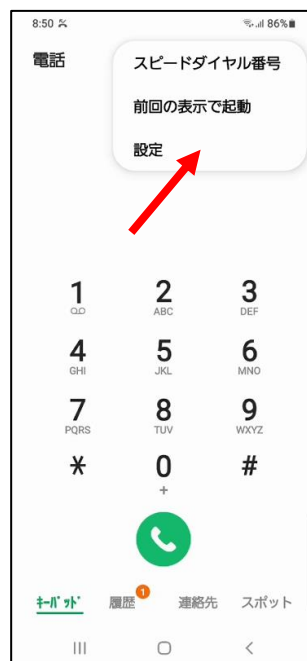 8:50 86%
電話
スピードダイヤル番号
前回の表示で起動
設定
1 2 3
ABC DEF
4 5 6
GHI JKL MNO
7 8 9
PQRS TUV WXYZ
* 0 #
+
ｷｰﾊﾟｯﾄﾞ 履歴 1 連絡先 スポット